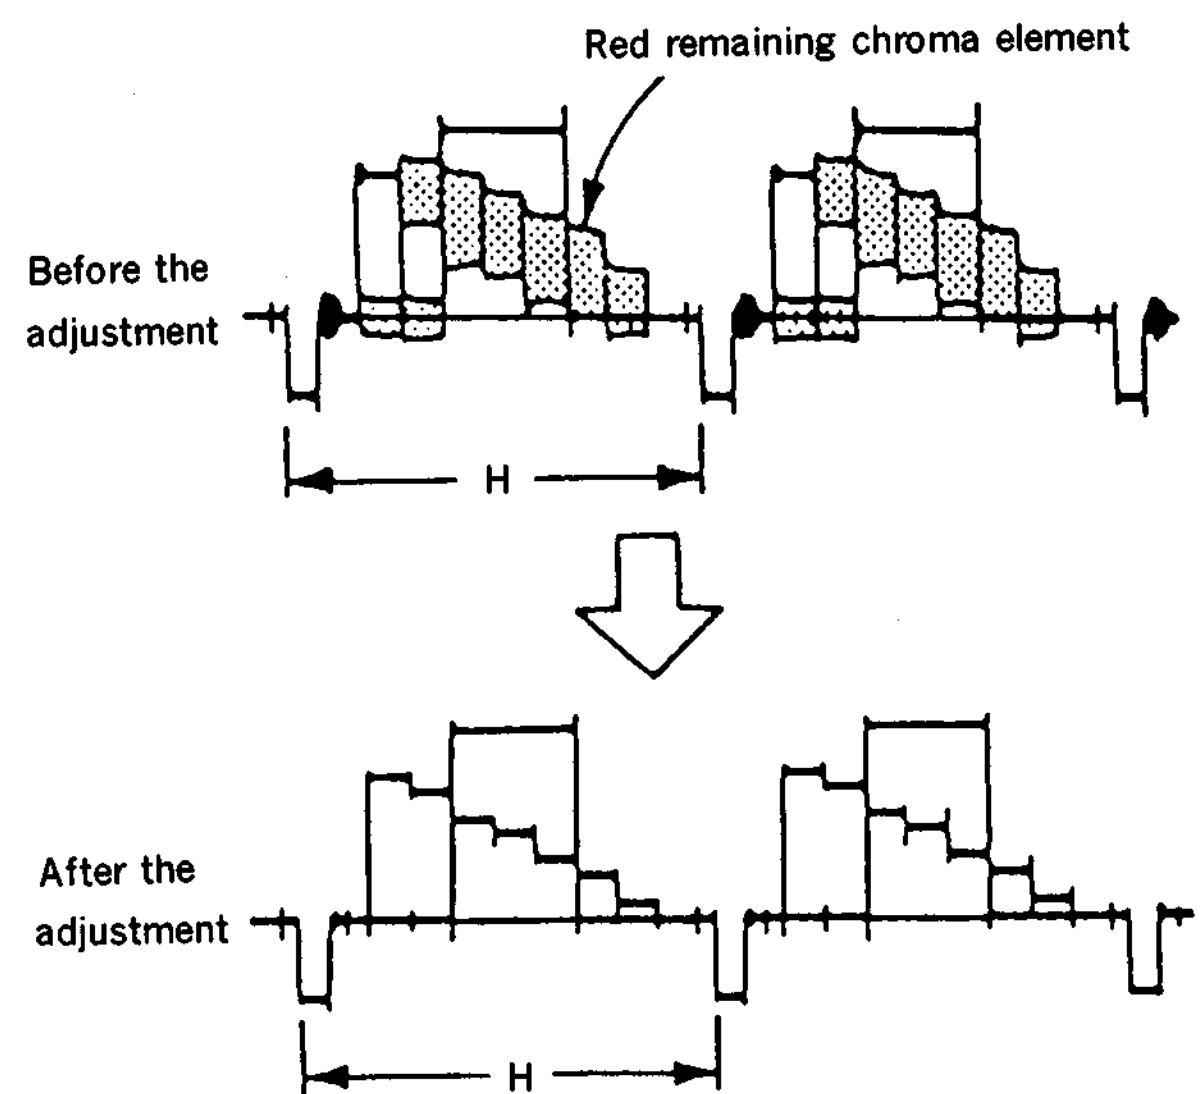 Red remaining chroma element
Before the
adjustment
H
After the
adjustment
H